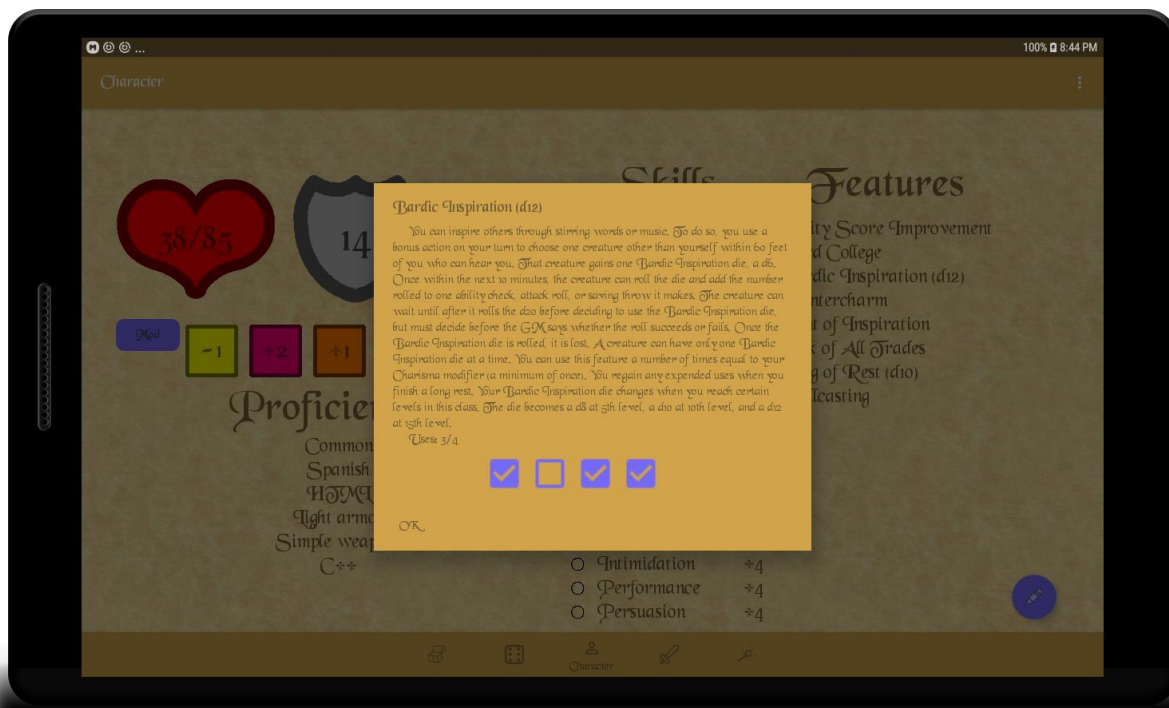 ...
100% 8:44 PM
Character
38/85
14
Skills
Features
ity Score Improvement
d College
dic Inspiration (d12)
ntercharm
t of Inspiration
k of All Trades
g of Rest (d10)
llcasting
Mod
-1
+2
+1
Bardic Inspiration (d12)
You can inspire others through stirring words or music. To do so, you use a
bonus action on your turn to choose one creature other than yourself within 60 feet
of you who can hear you. That creature gains one Bardic Inspiration die, a d6.
Once within the next 10 minutes, the creature can roll the die and add the number
rolled to one ability check, attack roll, or saving throw it makes. The creature can
wait until after it rolls the d20 before deciding to use the Bardic Inspiration die,
but must decide before the GM says whether the roll succeeds or fails. Once the
Bardic Inspiration die is rolled, it is lost. A creature can have only one Bardic
Inspiration die at a time. You can use this feature a number of times equal to your
Charisma modifier (a minimum of once). You regain any expended uses when you
finish a long rest. Your Bardic Inspiration die changes when you reach certain
levels in this class. The die becomes a d8 at 5th level, a d10 at 10th level, and a d12
at 15th level.
Uses: 3/4
OK
Proficie
Common
Spanish
HTML
Light armo
Simple weap
C++
Intimidation +4
Performance +4
Persuasion +4
Character